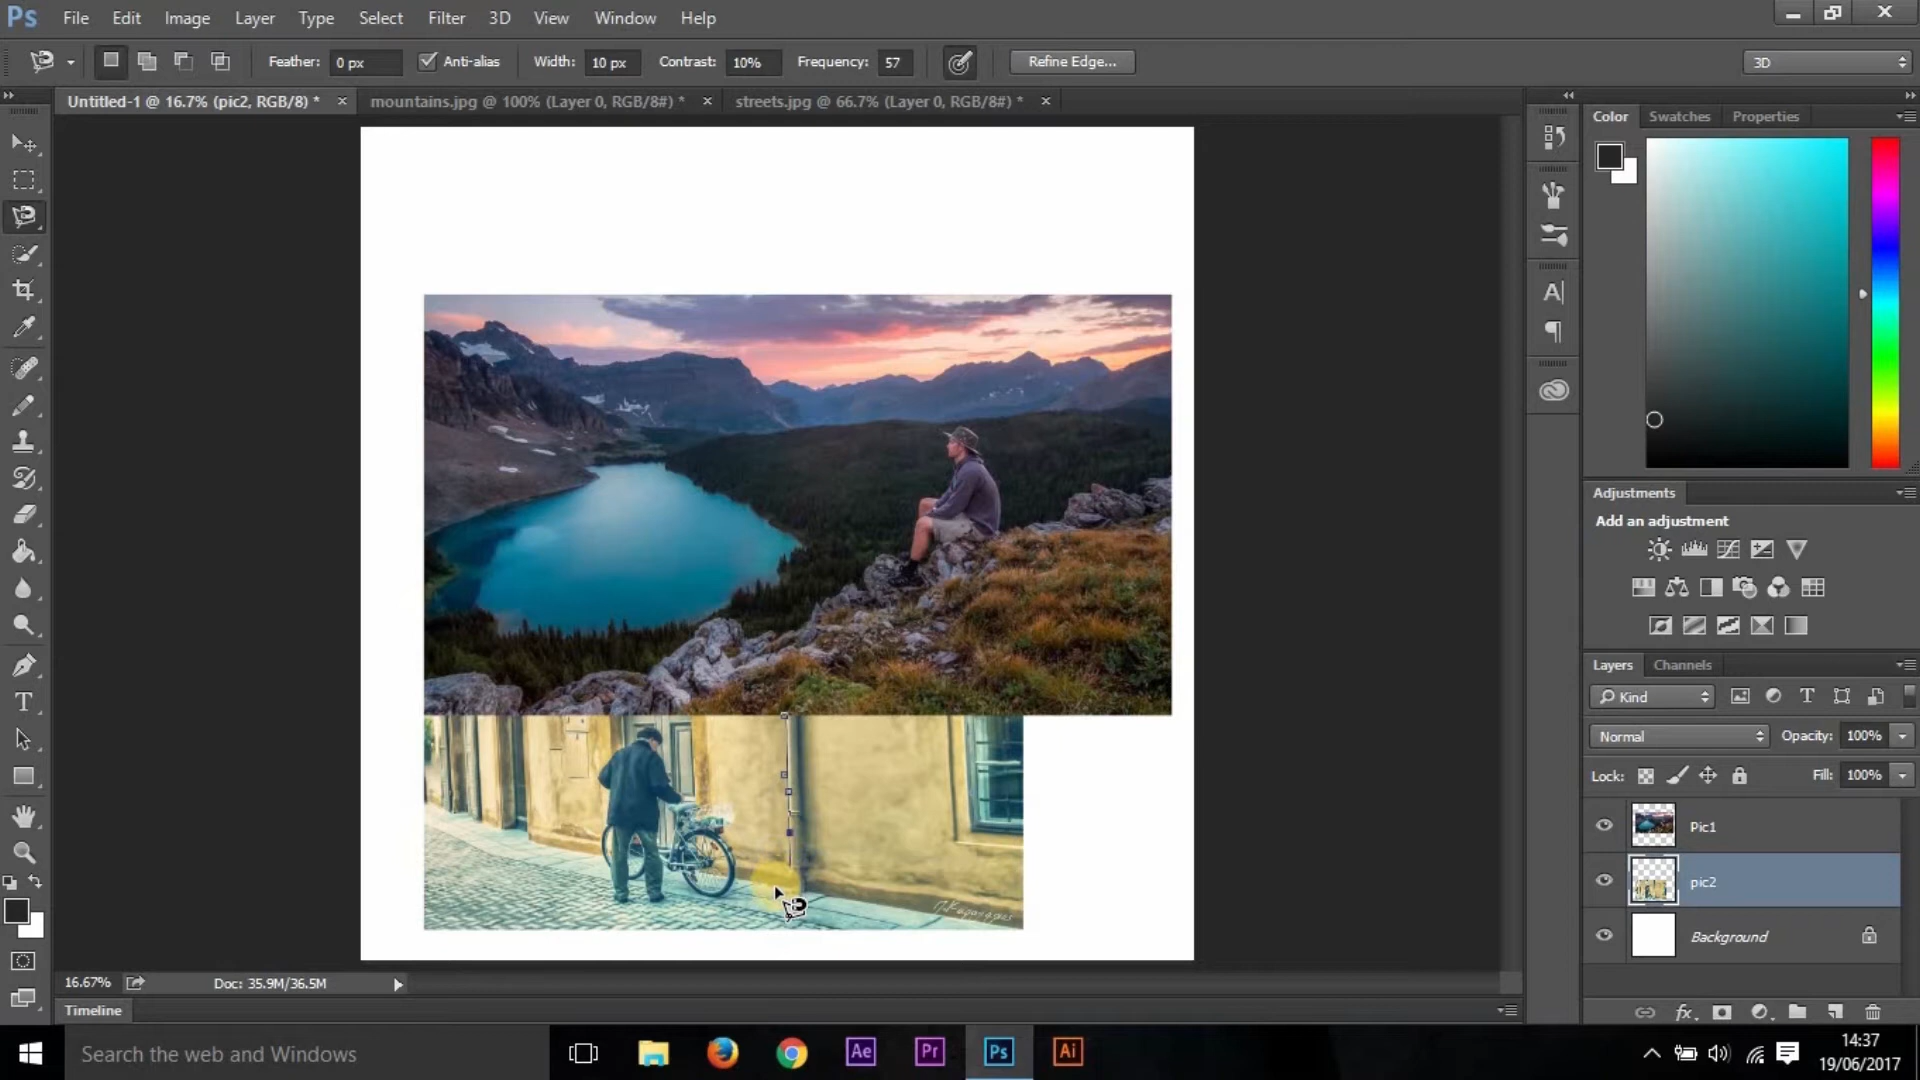 Ps File Edit Image Layer Type Select Filter 3D View Window Help
Feather: 0 px Anti-alias Width: 10 px Contrast: 10% Frequency: 57 Refine Edge... 3D
Untitled-1 @ 16.7% (pic2, RGB/8) * mountains.jpg @ 100% (Layer 0, RGB/8#) * streets.jpg @ 66.7% (Layer 0, RGB/8#) *
Color Swatches Properties
Adjustments
Add an adjustment
Layers Channels
Kind
Normal Opacity: 100%
Lock: Fill: 100%
Pic1
pic2
Background
16.67% Doc: 35.9M/36.5M
Timeline
Search the web and Windows Ae Pr Ps Ai
14:37
19/06/2017